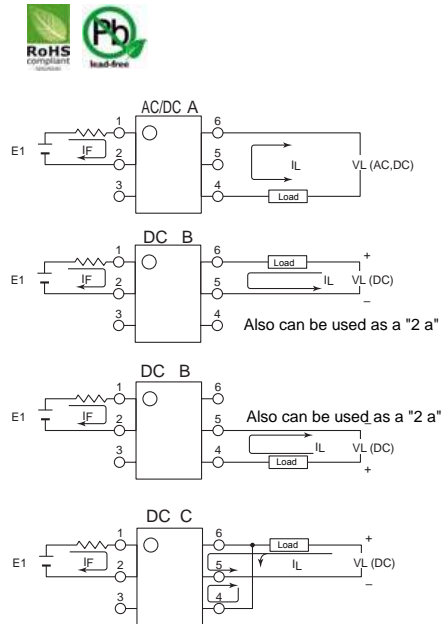 RoHS
compliant
Pb
lead-free
AC/DC A
1 6
E1 IF 2 5 IL VL (AC,DC)
3 4 Load
DC B
1 6 Load +
E1 IF 2 5 IL VL (DC)
3 4 –
Also can be used as a "2 a"
DC B
1 6
E1 IF 2 5 Also can be used as a "2 a" –
3 4 IL VL (DC)
Load +
DC C
1 6 Load +
E1 IF 2 5 IL VL (DC)
3 4 –